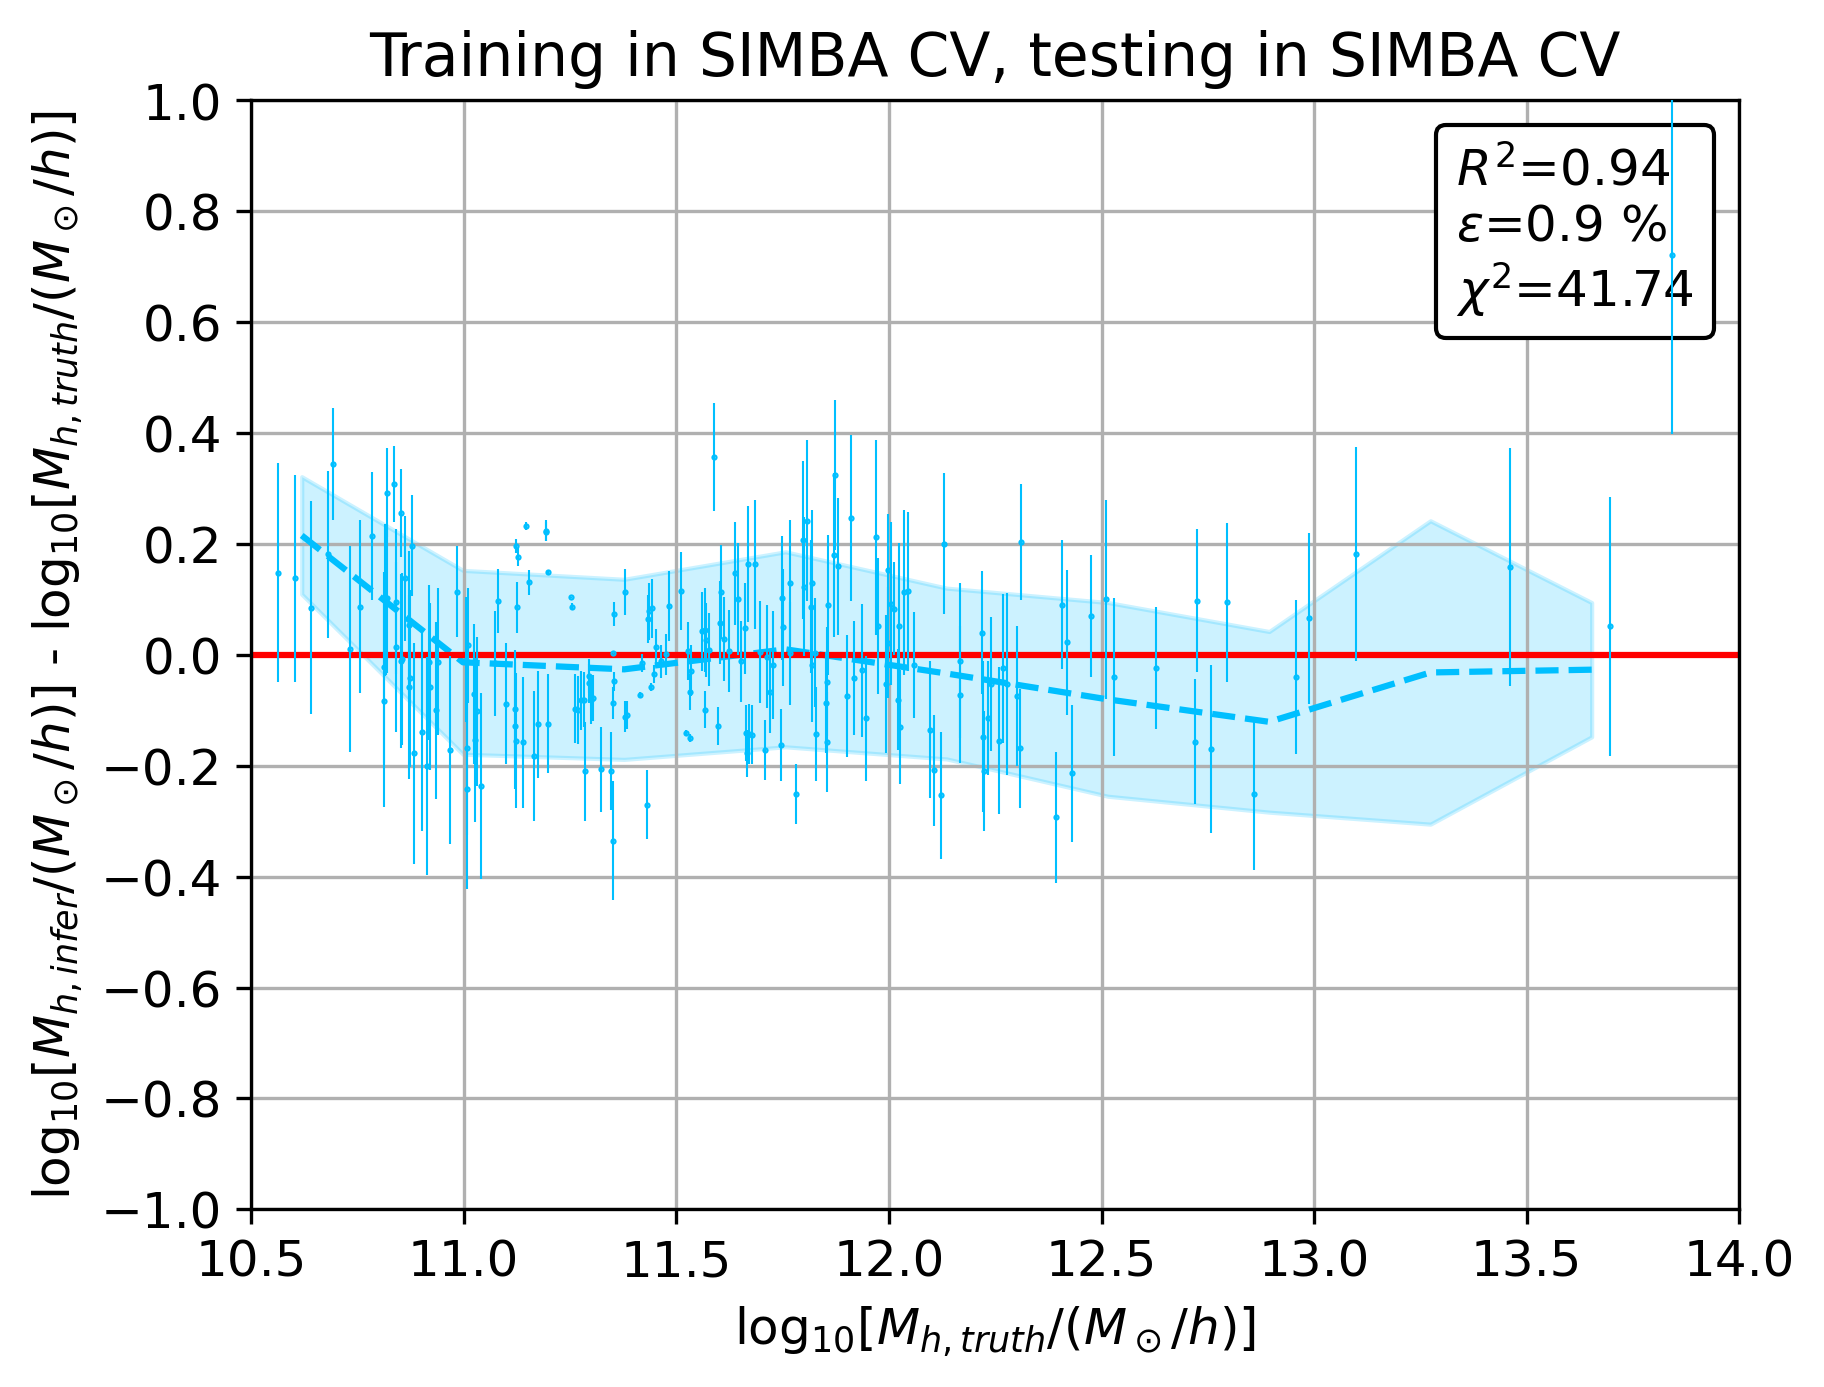 Training in SIMBA CV, testing in SIMBA CV
log₁₀[M_{h,infer}/(M_⊙/h)] - log₁₀[M_{h,truth}/(M_⊙/h)]
1.0
0.8
0.6
0.4
0.2
0.0
−0.2
−0.4
−0.6
−0.8
−1.0
R²=0.94
ε=0.9 %
χ²=41.74
10.5 11.0 11.5 12.0 12.5 13.0 13.5 14.0
log₁₀[M_{h,truth}/(M_⊙/h)]